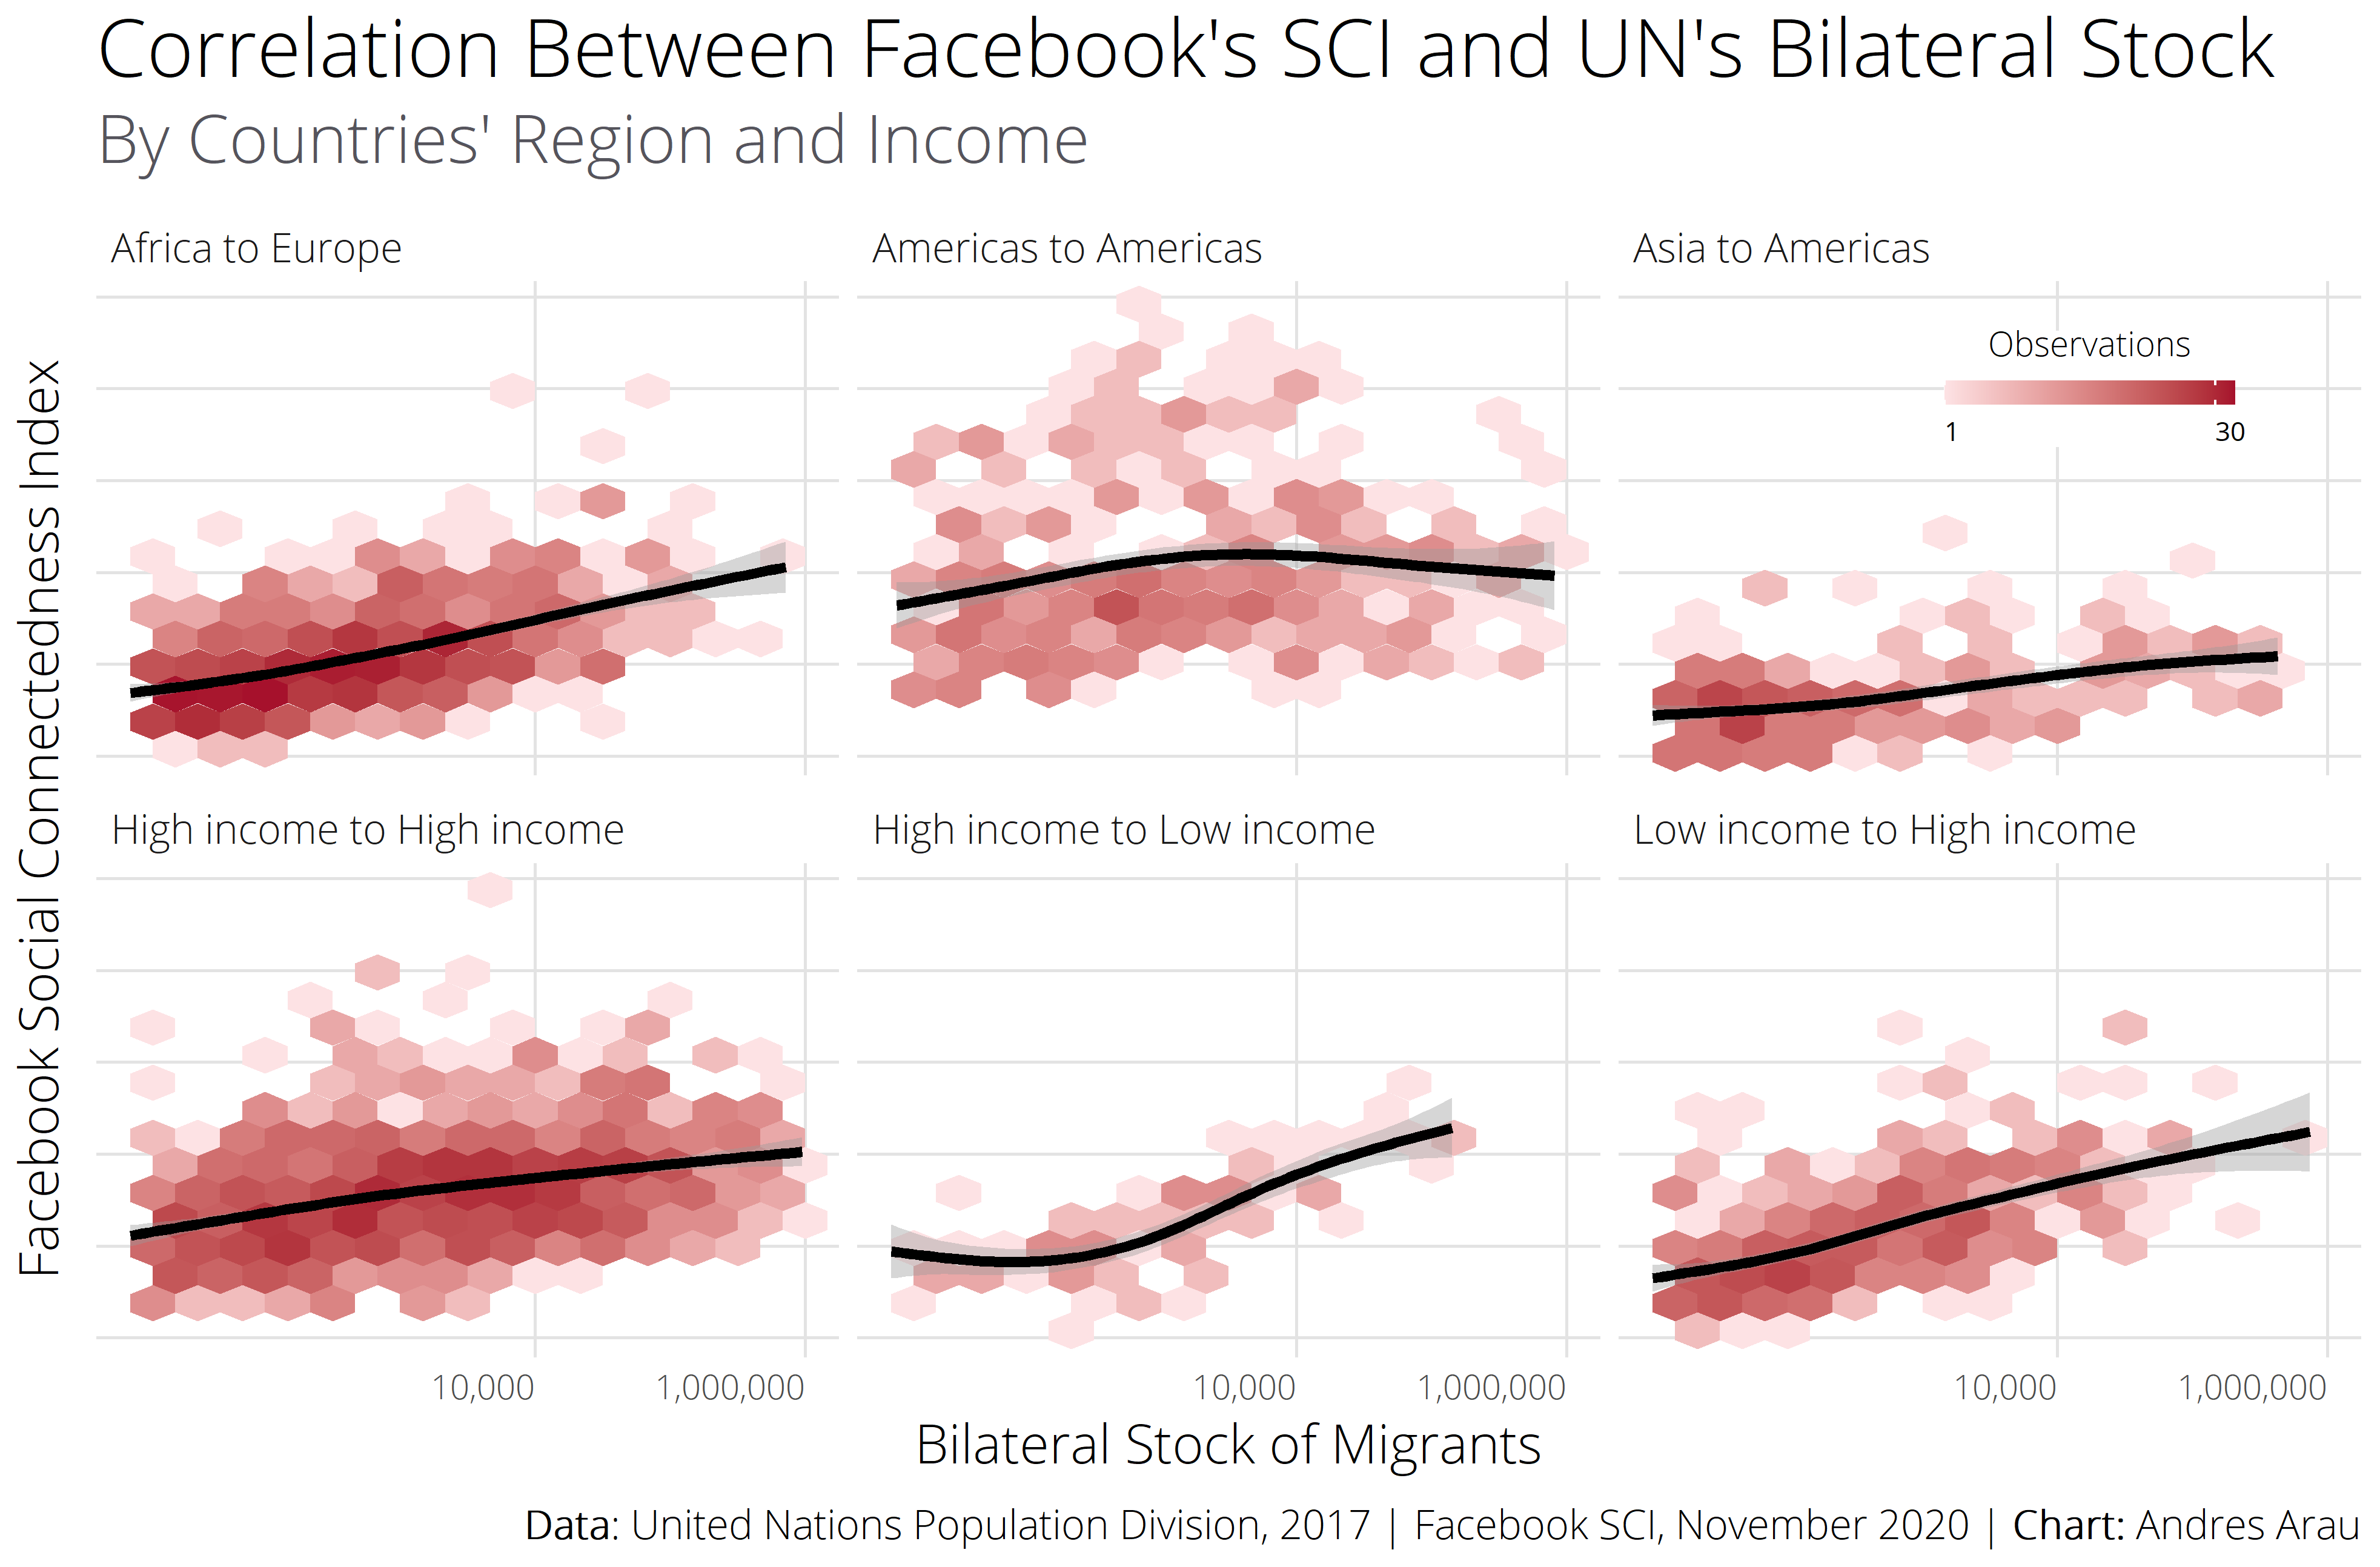 Correlation Between Facebook's SCI and UN's Bilateral Stock
By Countries' Region and Income
Africa to Europe
Americas to Americas
Asia to Americas
Observations
1 30
Facebook Social Connectedness Index
High income to High income
High income to Low income
Low income to High income
10,000 1,000,000
10,000 1,000,000
10,000 1,000,000
Bilateral Stock of Migrants
Data: United Nations Population Division, 2017 | Facebook SCI, November 2020 | Chart: Andres Arau